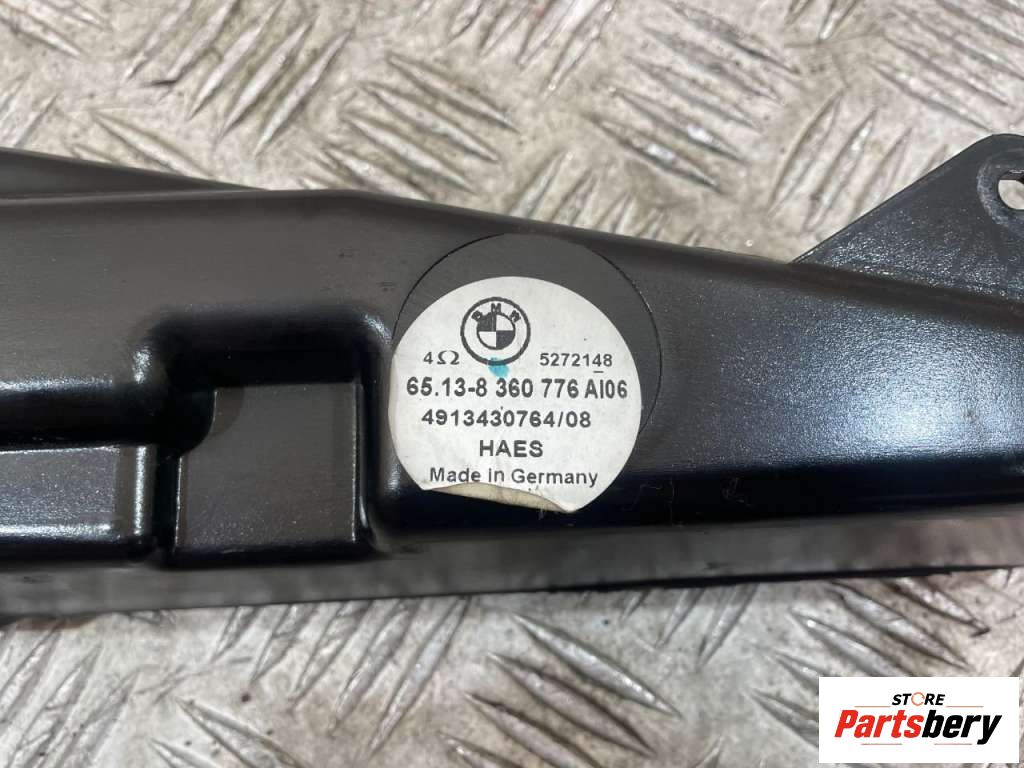 BMW
4Ω 5272148
65.13-8 360 776 AI06
4913430764/08
HAES
Made in Germany
STORE
Partsbery